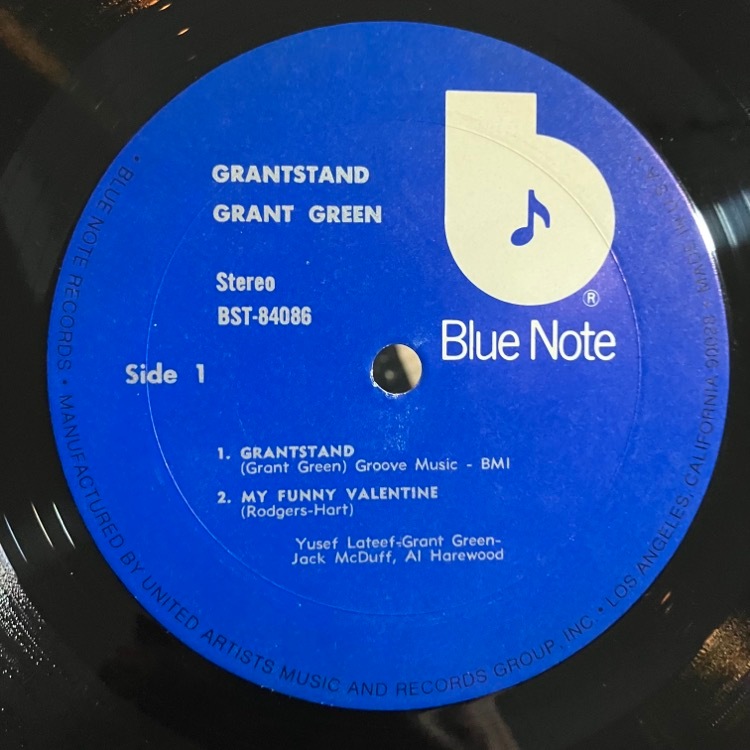 GRANTSTAND
GRANT GREEN
Stereo
BST-84086
Blue Note
®
Side 1
1. GRANTSTAND
(Grant Green) Groove Music - BMI
2. MY FUNNY VALENTINE
(Rodgers-Hart)
Yusef Lateef-Grant Green-
Jack McDuff, Al Harewood
• BLUE NOTE RECORDS • MANUFACTURED BY UNITED ARTISTS MUSIC AND RECORDS GROUP, INC • LOS ANGELES, CALIFORNIA 90028 • MADE IN U.S.A.